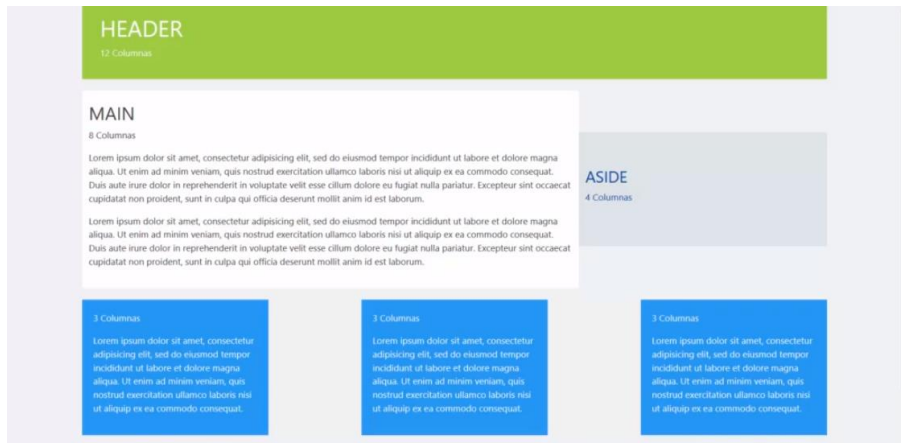 HEADER
12 Columnas
MAIN
8 Columnas
Lorem ipsum dolor sit amet, consectetur adipisicing elit, sed do eiusmod tempor incididunt ut labore et dolore magna
aliqua. Ut enim ad minim veniam, quis nostrud exercitation ullamco laboris nisi ut aliquip ex ea commodo consequat.
Duis aute irure dolor in reprehenderit in voluptate velit esse cillum dolore eu fugiat nulla pariatur. Excepteur sint occaecat
cupidatat non proident, sunt in culpa qui officia deserunt mollit anim id est laborum.
Lorem ipsum dolor sit amet, consectetur adipisicing elit, sed do eiusmod tempor incididunt ut labore et dolore magna
aliqua. Ut enim ad minim veniam, quis nostrud exercitation ullamco laboris nisi ut aliquip ex ea commodo consequat.
Duis aute irure dolor in reprehenderit in voluptate velit esse cillum dolore eu fugiat nulla pariatur. Excepteur sint occaecat
cupidatat non proident, sunt in culpa qui officia deserunt mollit anim id est laborum.
ASIDE
4 Columnas
3 Columnas
Lorem ipsum dolor sit amet, consectetur
adipisicing elit, sed do eiusmod tempor
incididunt ut labore et dolore magna
aliqua. Ut enim ad minim veniam, quis
nostrud exercitation ullamco laboris nisi
ut aliquip ex ea commodo consequat.
3 Columnas
Lorem ipsum dolor sit amet, consectetur
adipisicing elit, sed do eiusmod tempor
incididunt ut labore et dolore magna
aliqua. Ut enim ad minim veniam, quis
nostrud exercitation ullamco laboris nisi
ut aliquip ex ea commodo consequat.
3 Columnas
Lorem ipsum dolor sit amet, consectetur
adipisicing elit, sed do eiusmod tempor
incididunt ut labore et dolore magna
aliqua. Ut enim ad minim veniam, quis
nostrud exercitation ullamco laboris nisi
ut aliquip ex ea commodo consequat.